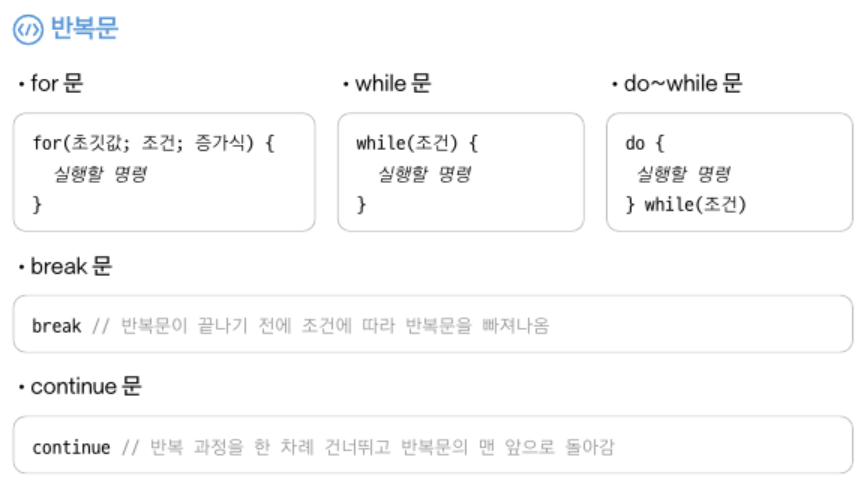 반복문
• for 문
• while 문
• do~while 문
for(초깃값; 조건; 증가식) {
실행할 명령
}
while(조건) {
실행할 명령
}
do {
실행할 명령
} while(조건)
• break 문
break // 반복문이 끝나기 전에 조건에 따라 반복문을 빠져나옴
• continue 문
continue // 반복 과정을 한 차례 건너뛰고 반복문의 맨 앞으로 돌아감